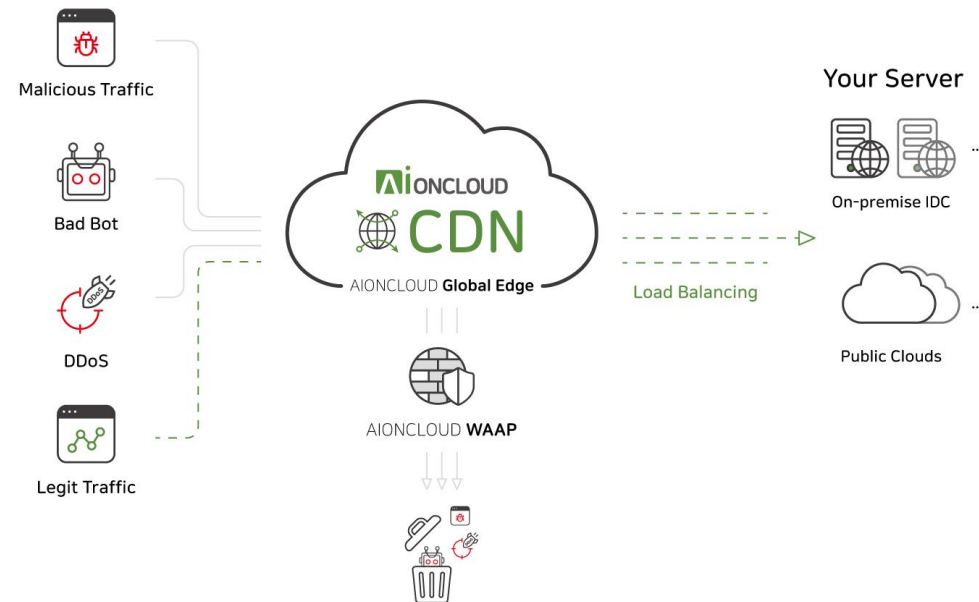 Malicious Traffic
Bad Bot
DDoS
DDoS
Legit Traffic
AIONCLOUD
CDN
AIONCLOUD Global Edge
AIONCLOUD WAAP
Load Balancing
Your Server
...
On-premise IDC
...
Public Clouds